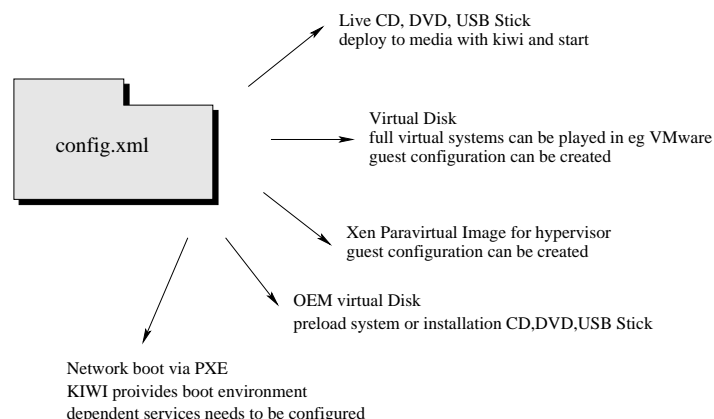 Live CD, DVD, USB Stick
deploy to media with kiwi and start
config.xml
Virtual Disk
full virtual systems can be played in eg VMware
guest configuration can be created
Xen Paravirtual Image for hypervisor
guest configuration can be created
OEM virtual Disk
preload system or installation CD,DVD,USB Stick
Network boot via PXE
KIWI proivides boot environment
dependent services needs to be configured